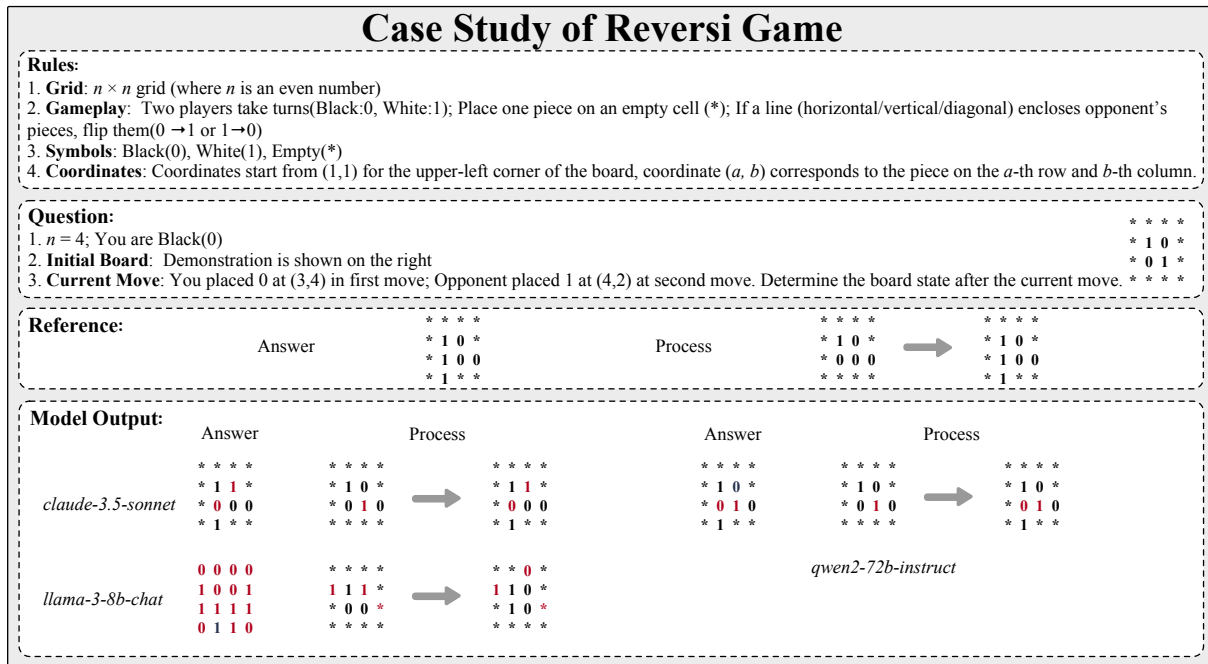 Case Study of Reversi Game
Rules:
1. Grid: n × n grid (where n is an even number)
2. Gameplay: Two players take turns(Black:0, White:1); Place one piece on an empty cell (*); If a line (horizontal/vertical/diagonal) encloses opponent's
pieces, flip them(0 →1 or 1→0)
3. Symbols: Black(0), White(1), Empty(*)
4. Coordinates: Coordinates start from (1,1) for the upper-left corner of the board, coordinate (a, b) corresponds to the piece on the a-th row and b-th column.
Question:
1. n = 4; You are Black(0)
2. Initial Board: Demonstration is shown on the right
3. Current Move: You placed 0 at (3,4) in first move; Opponent placed 1 at (4,2) at second move. Determine the board state after the current move.
* * * *
* 1 0 *
* 0 1 *
* * * *
Reference:
Answer
* * * *
* 1 0 *
* 1 0 0
* 1 * *
Process
* * * *
* 1 0 *
* 0 0 0
* * * *
* * * *
* 1 0 *
* 1 0 0
* 1 * *
Model Output:
Answer Process Answer Process
claude-3.5-sonnet
* * * *
* 1 1 *
* 0 0 0
* 1 * *
* * * *
* 1 0 *
* 0 1 0
* * * *
* * * *
* 1 1 *
* 0 0 0
* 1 * *
* * * *
* 1 0 *
* 0 1 0
* 1 * *
* * * *
* 1 0 *
* 0 1 0
* * * *
* * * *
* 1 0 *
* 0 1 0
* 1 * *
qwen2-72b-instruct
llama-3-8b-chat
0 0 0 0
1 0 0 1
1 1 1 1
0 1 1 0
* * * *
1 1 1 *
* 0 0 *
* * * *
* * 0 *
1 1 0 *
* 1 0 *
* * * *